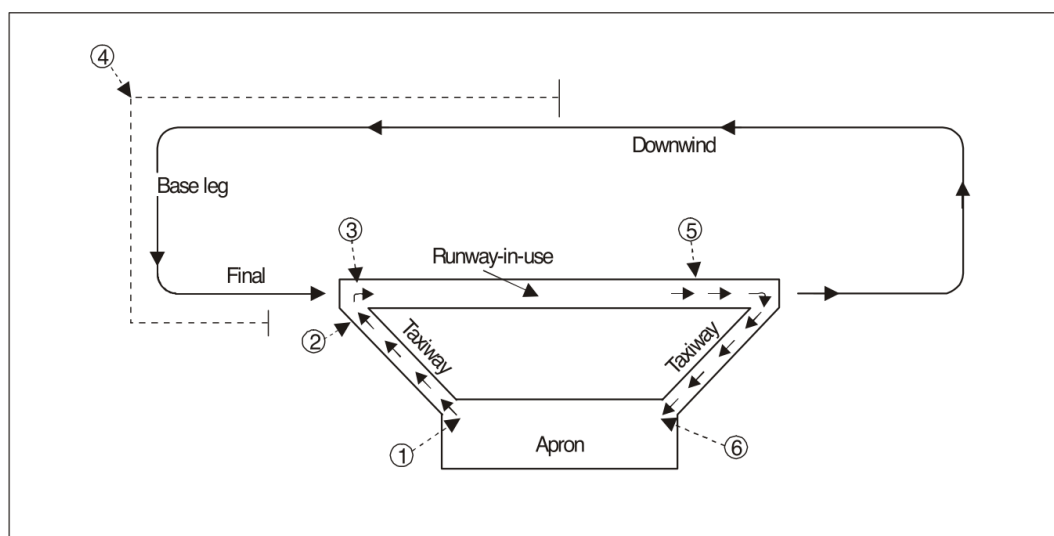 ④
Downwind
Base leg
③
⑤
Runway-in-use
Final
②
Taxiway
Taxiway
①
Apron
⑥